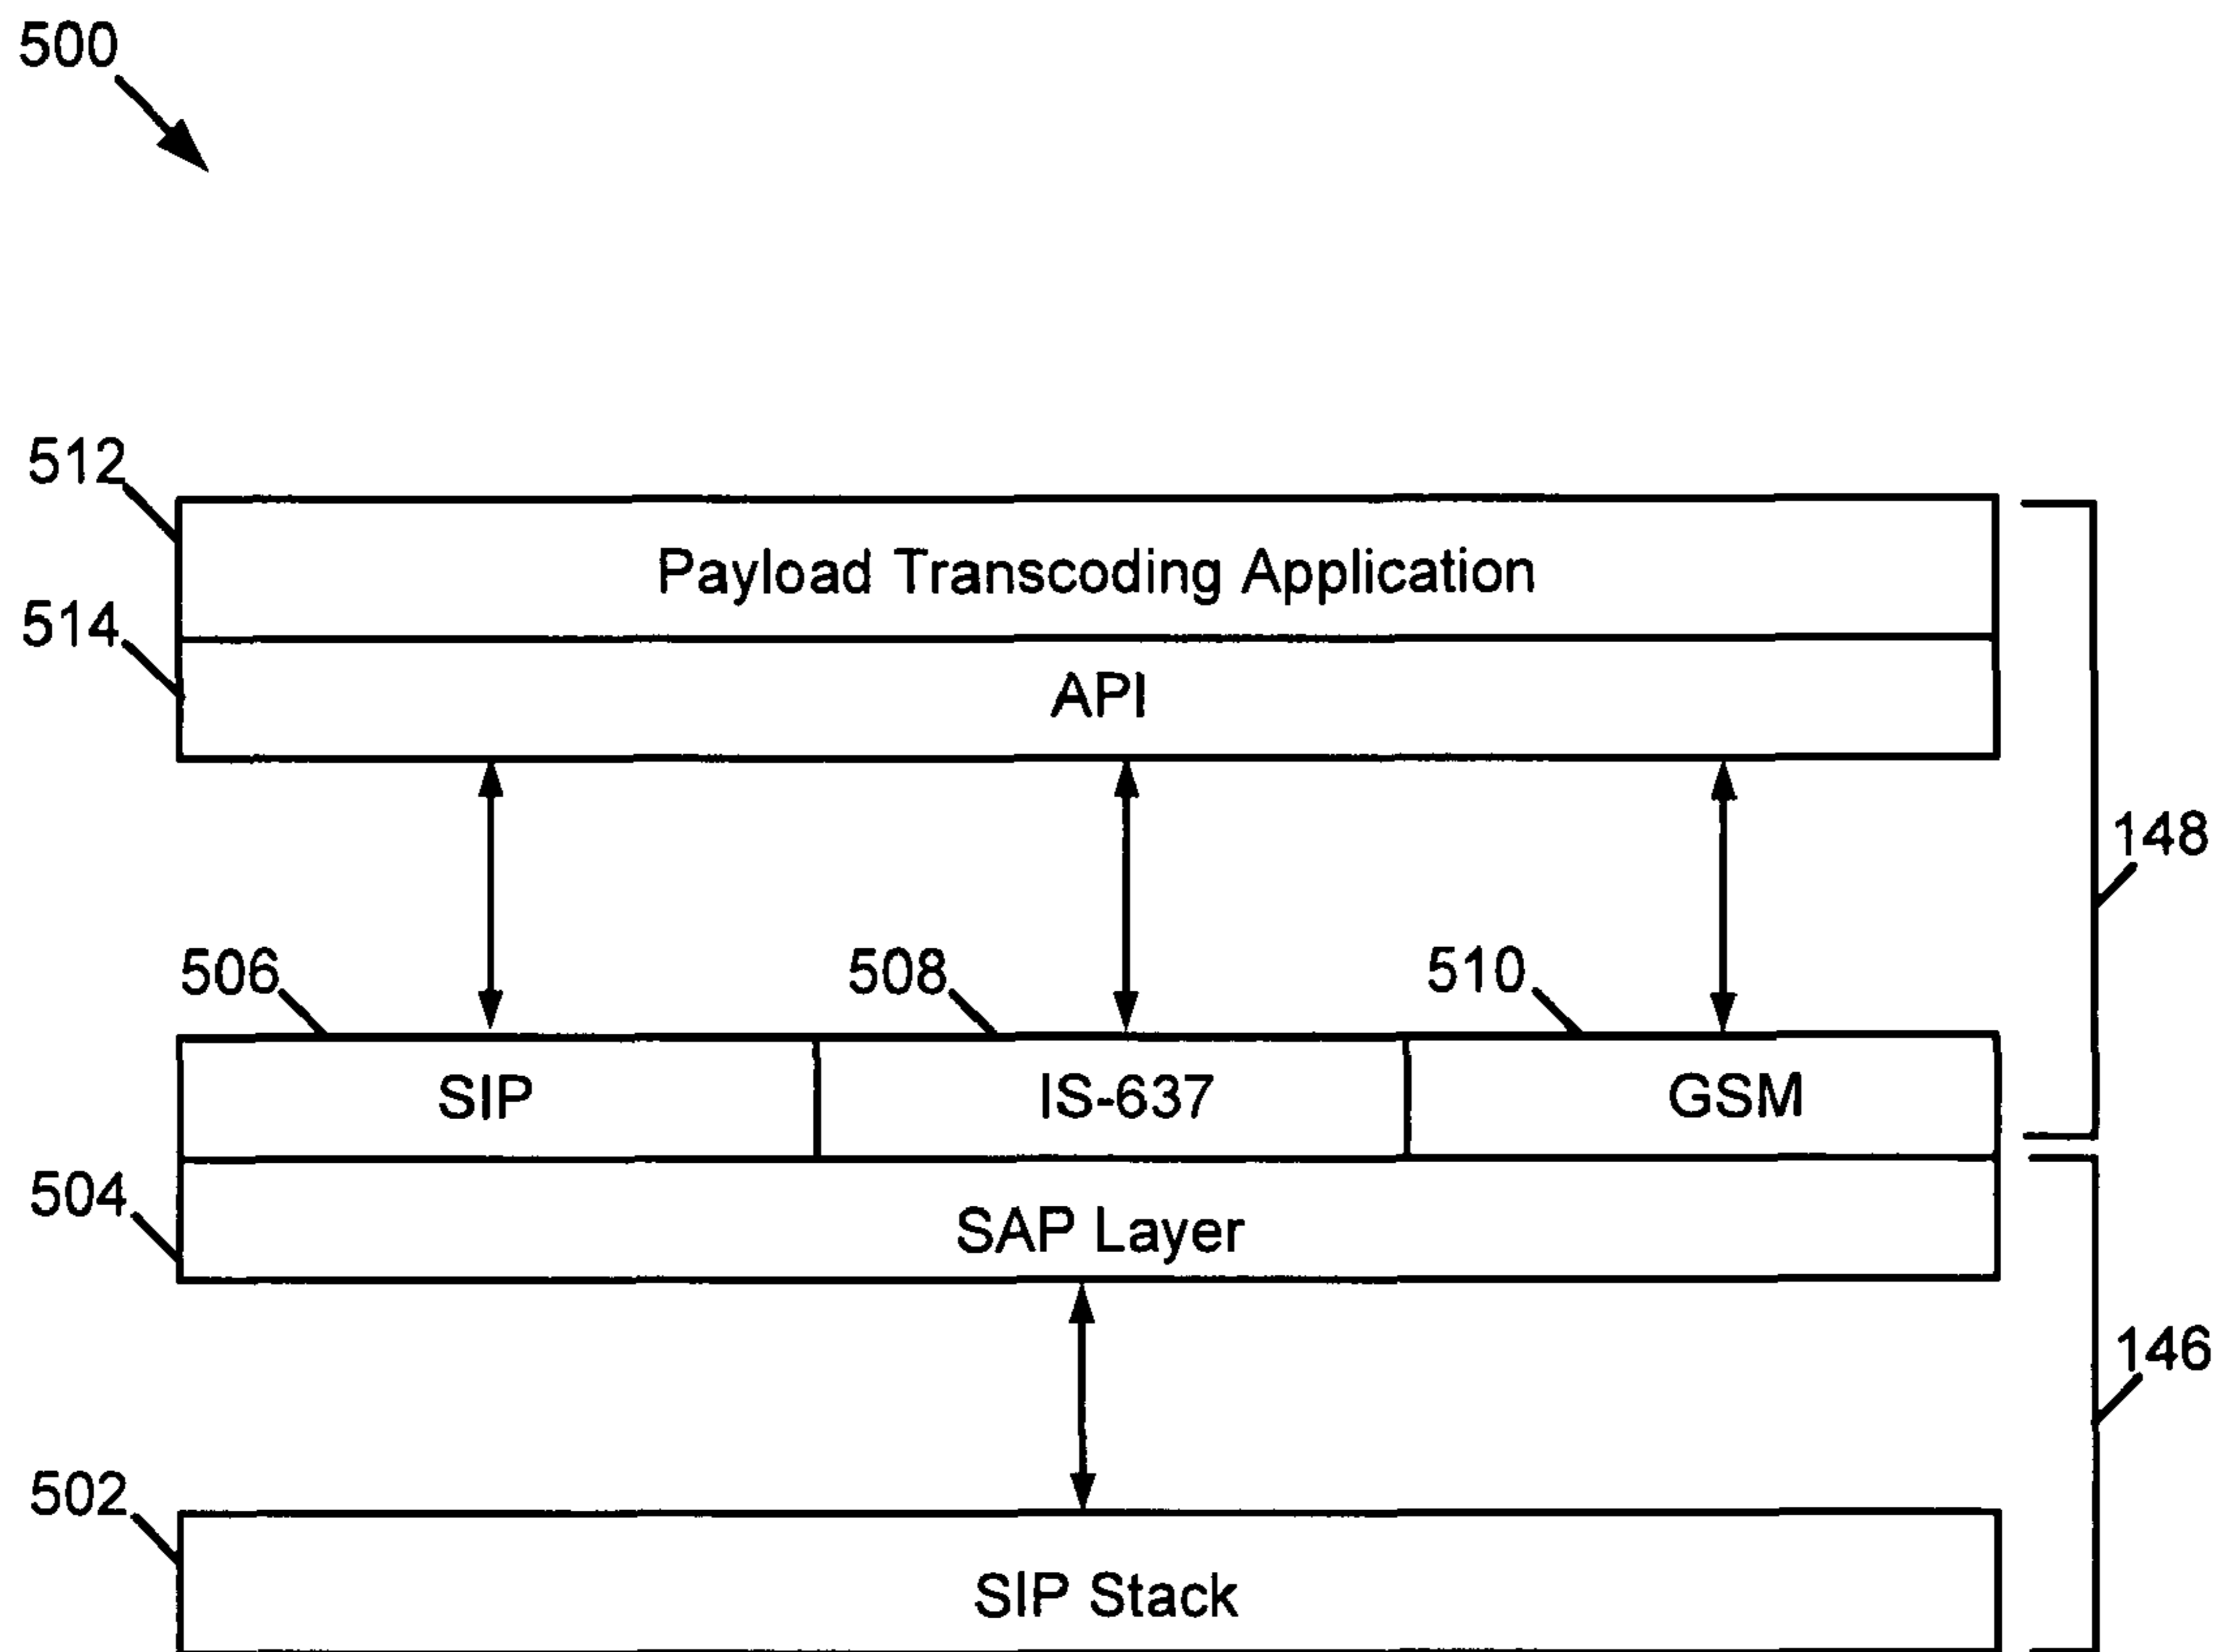 500
512
Payload Transcoding Application
514
API
148
506
508
510
SIP
IS-637
GSM
504
SAP Layer
146
502
SIP Stack